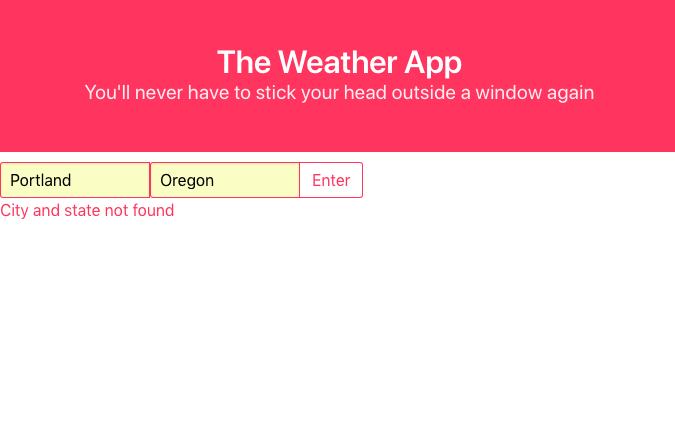 The Weather App
You'll never have to stick your head outside a window again
Portland Oregon Enter
City and state not found